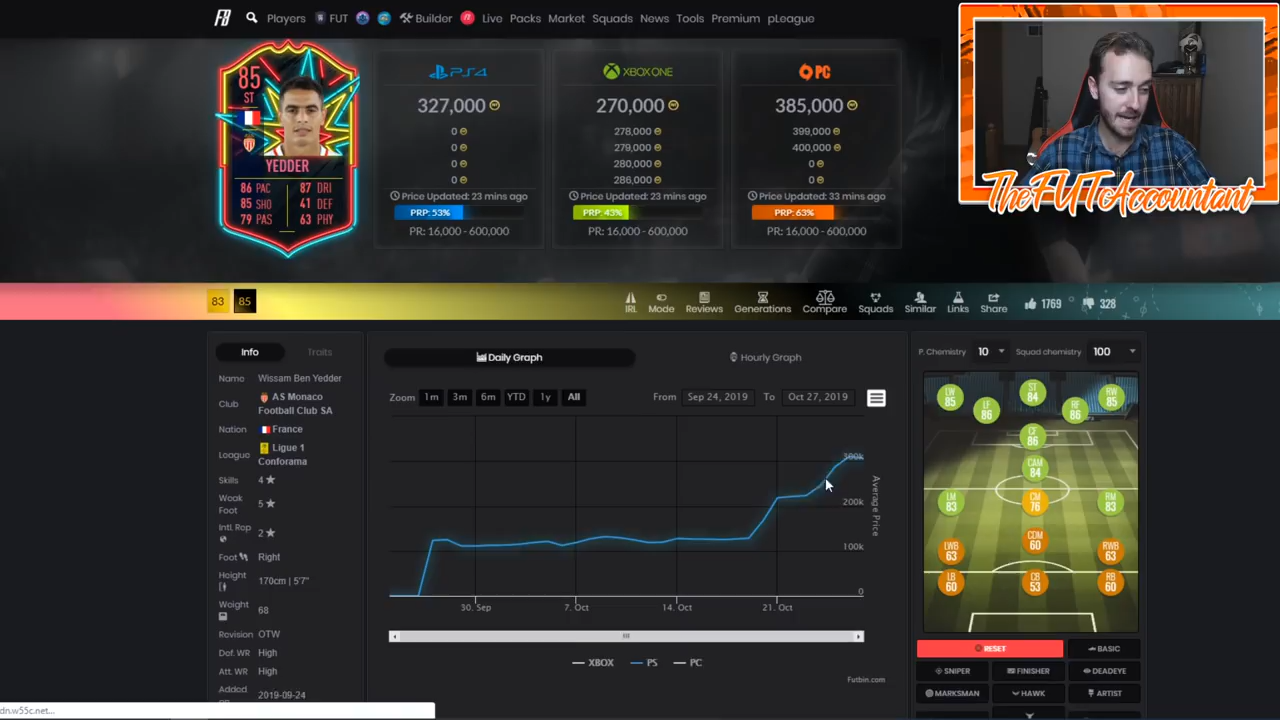 FB Players FUT Builder Live Packs Market Squads News Tools Premium pLeague
85
ST
YEDDER
86 PAC 87 DRI
85 SHO 41 DEF
79 PAS 63 PHY
PS4
327,000
0
0
0
0
Price Updated: 23 mins ago
PRP: 53%
PR: 16,000 - 600,000
XBOX ONE
270,000
278,000
279,000
280,000
286,000
Price Updated: 23 mins ago
PRP: 43%
PR: 16,000 - 600,000
PC
385,000
399,000
400,000
0
0
Price Updated: 33 mins ago
PRP: 63%
PR: 16,000 - 600,000
TheFUTAccountant
83 85
IRL Mode Reviews Generations Compare Squads Similar Links Share 1769 328
Info Traits
Name Wissam Ben Yedder
Club AS Monaco Football Club SA
Nation France
League Ligue 1 Conforama
Skills 4
Weak Foot 5
Intl. Rep 2
Foot Right
Height 170cm | 5'7"
Weight 68
Revision OTW
Def. WR High
Att. WR High
Added 2019-09-24
Daily Graph Hourly Graph
Zoom 1m 3m 6m YTD 1y All From Sep 24, 2019 To Oct 27, 2019
300k
200k
100k
0
Average Price
30. Sep 7. Oct 14. Oct 21. Oct
XBOX PS PC
Futbin.com
P. Chemistry 10 Squad chemistry 100
LW 85
ST 84
RW 85
LF 86
RF 86
CF 86
CAM 84
LM 83
CM 76
RM 83
CDM 60
LWB 63
RWB 63
LB 60
CB 53
RB 60
RESET BASIC
SNIPER FINISHER DEADEYE
MARKSMAN HAWK ARTIST
dn.w55c.net...